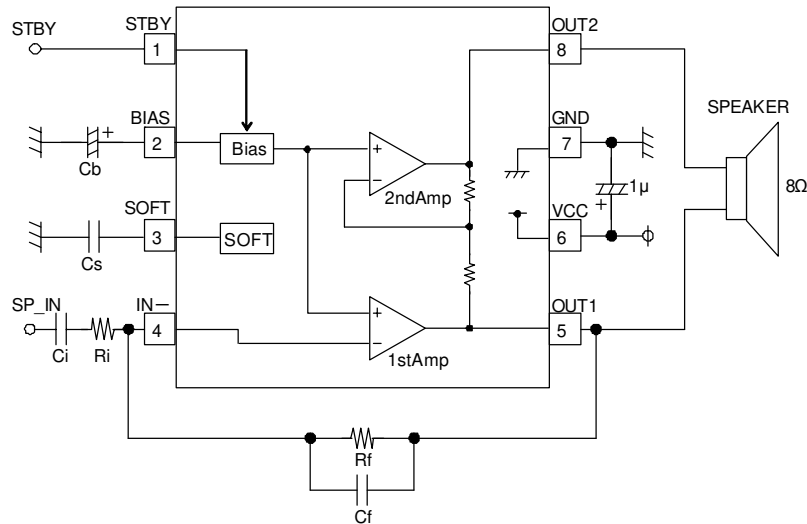 STBY
STBY
1
OUT2
8
BIAS
2
Cb
+
Bias
+
−
2ndAmp
GND
7
1μ
+
SPEAKER
8Ω
SOFT
3
Cs
SOFT
VCC
6
SP_IN
Ci
Ri
IN−
4
+
−
1stAmp
OUT1
5
Rf
Cf